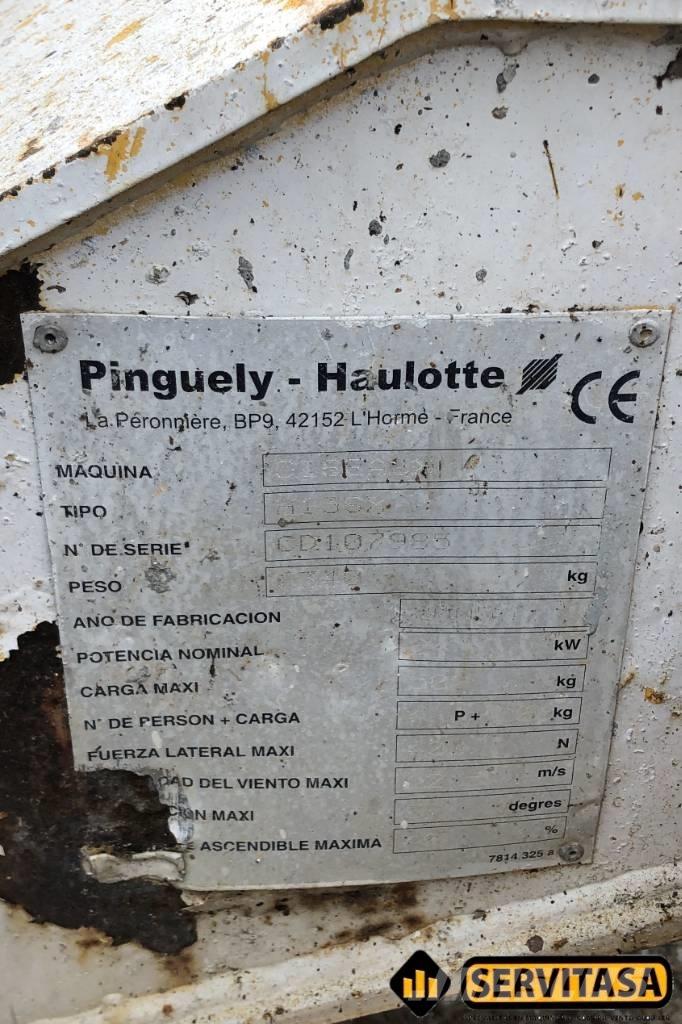 Pinguely - Haulotte
La Péronnière, BP9, 42152 L'Horme - France
CE
MAQUINA
TIPO
N° DE SERIE CD107985
PESO kg
ANO DE FABRICACION
POTENCIA NOMINAL kW
CARGA MAXI kg
N° DE PERSON + CARGA P + kg
FUERZA LATERAL MAXI N
DEL VIENTO MAXI m/s
MAXI degres
ASCENDIBLE MAXIMA %
7814 325 a
SERVITASA